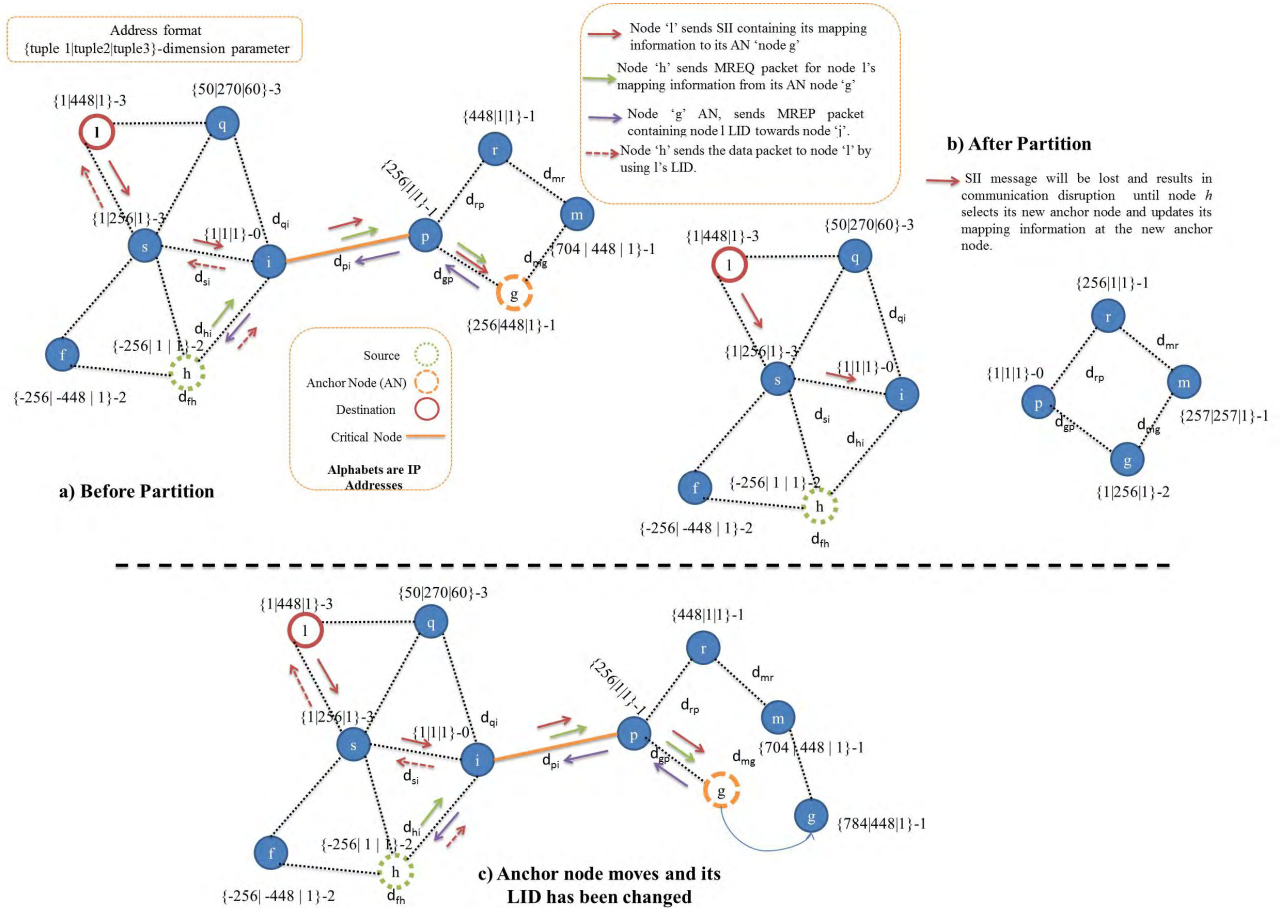 Address format
{tuple 1|tuple2|tuple3}-dimension parameter
Node ‘l’ sends SII containing its mapping
information to its AN ‘node g’
Node ‘h’ sends MREQ packet for node l’s
mapping information from its AN node ‘g’
Node ‘g’ AN, sends MREP packet
containing node l LID towards node ‘j’.
Node ‘h’ sends the data packet to node ‘l’ by
using l’s LID.
{1|448|1}-3
{50|270|60}-3
l
q
{448|1|1}-1
r
{256|1|1}-1
d_mr
d_rp
m
{704 | 448 | 1}-1
{1|256|1}-3
{1|1|1}-0
d_qi
s
i
p
d_pi
d_si
d_gp
d_mg
g
{256|448|1}-1
d_hi
{-256| 1 | 1}-2
f
h
{-256| -448 | 1}-2
d_fh
Source
Anchor Node (AN)
Destination
Critical Node
Alphabets are IP
Addresses
a) Before Partition
b) After Partition
SII message will be lost and results in
communication disruption until node h
selects its new anchor node and updates its
mapping information at the new anchor
node.
{1|448|1}-3
{50|270|60}-3
l
q
d_qi
{1|256|1}-3
{1|1|1}-0
s
i
d_si
d_hi
f
{-256| 1 | 1}-2
h
{-256| -448 | 1}-2
d_fh
{256|1|1}-1
r
d_mr
{1|1|1}-0
d_rp
m
p
{257|257|1}-1
d_gp
d_mg
g
{1|256|1}-2
{1|448|1}-3
{50|270|60}-3
l
q
{448|1|1}-1
r
{256|1|1}-1
d_mr
d_rp
m
{704 | 448 | 1}-1
{1|256|1}-3
{1|1|1}-0
d_qi
s
i
p
d_pi
d_si
d_gp
d_mg
g
g
{784|448|1}-1
d_hi
{-256| 1 | 1}-2
f
h
{-256| -448 | 1}-2
d_fh
c) Anchor node moves and its
LID has been changed